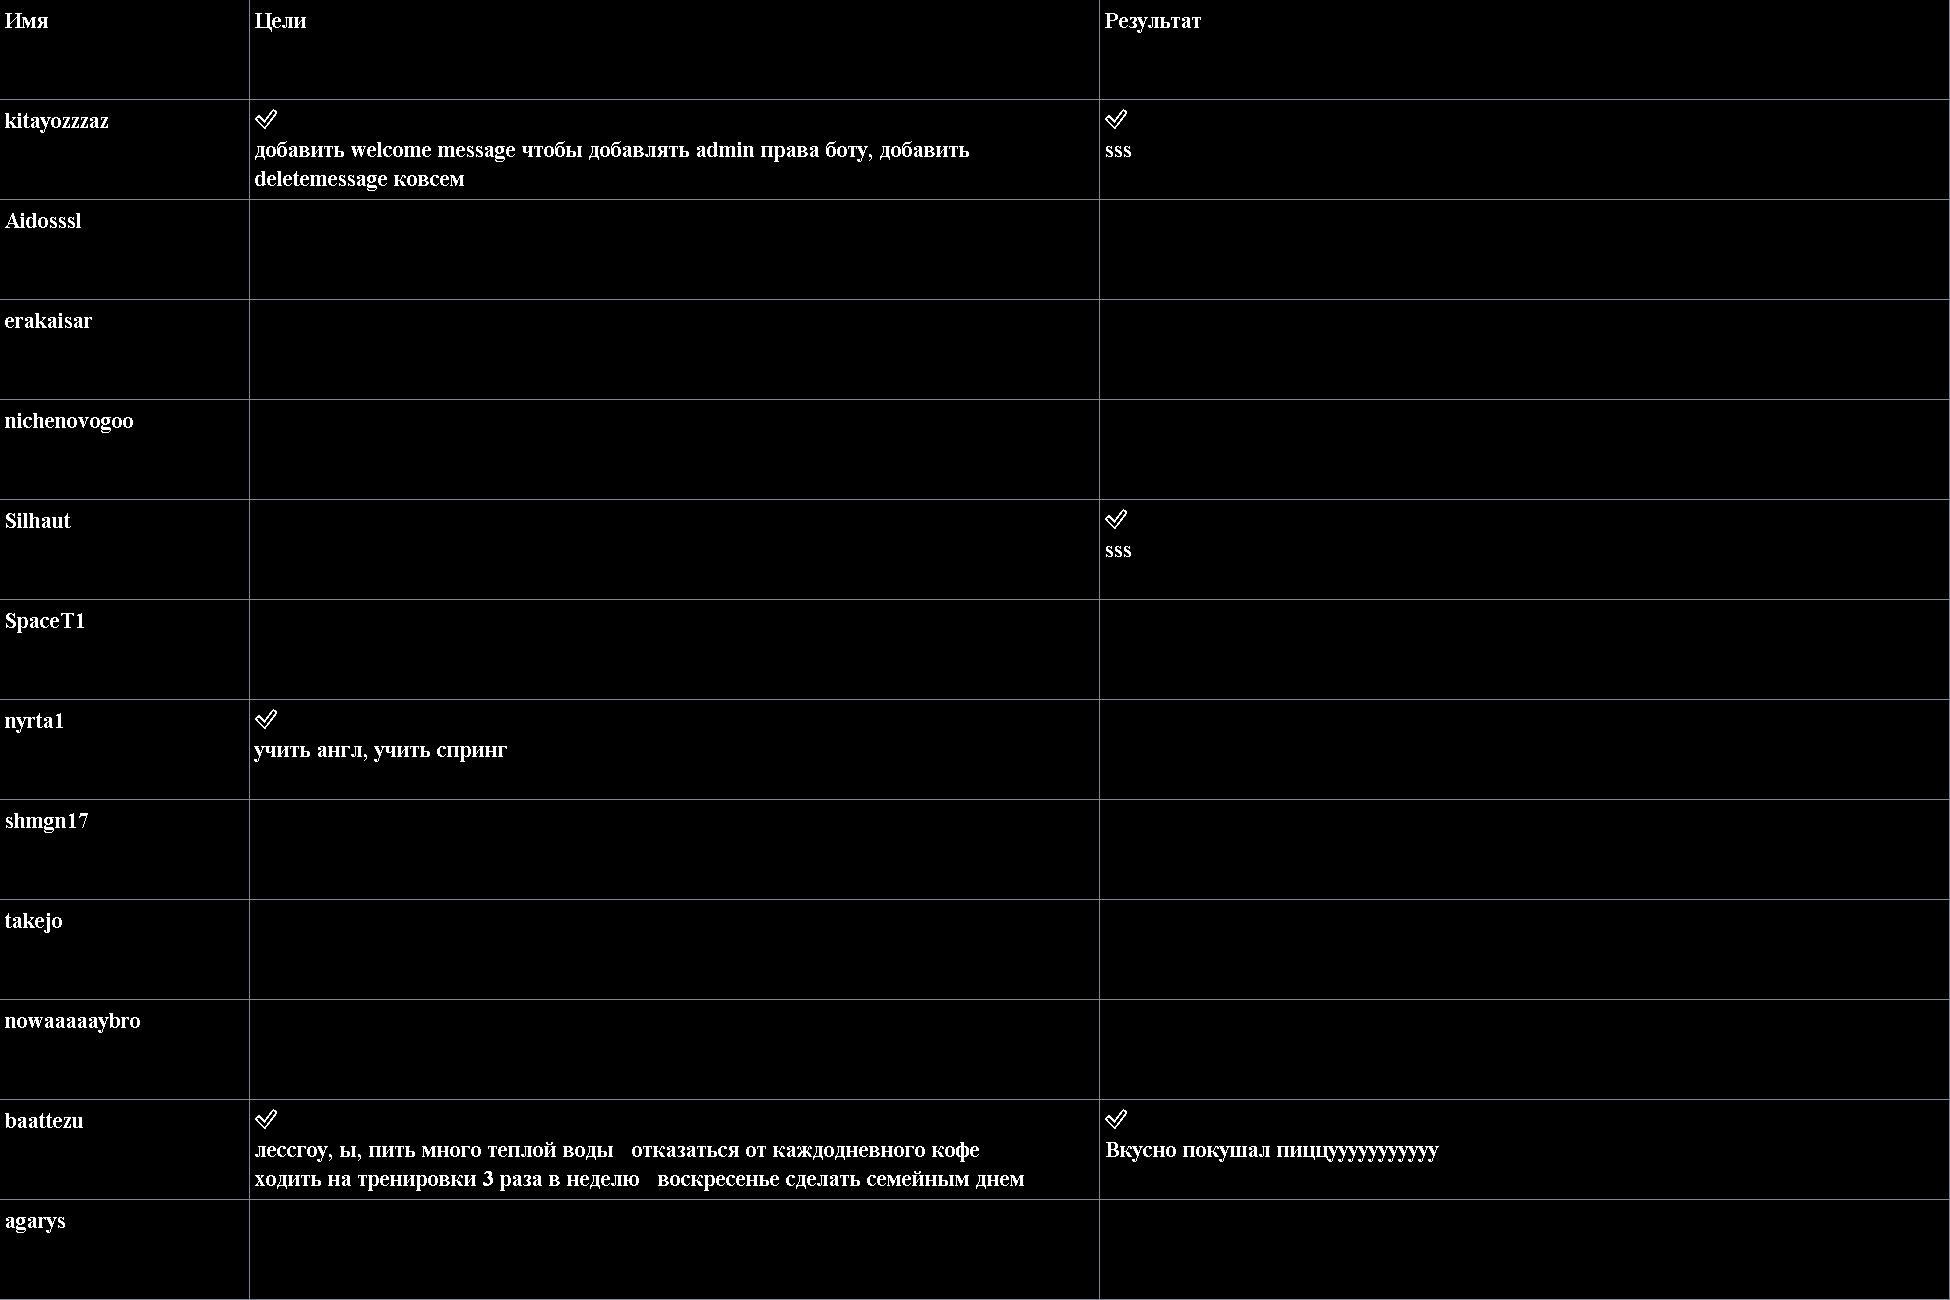 Имя Цели Результат
kitayozzzaz ✓ ✓
добавить welcome message чтобы добавлять admin права боту, добавить sss
deletemessage ковсем
Aidosssl
erakaisar
nichenovogoo
Silhaut ✓
sss
SpaceT1
nyrta1 ✓
учить англ, учить спринг
shmgn17
takejo
nowaaaaaybro
baattezu ✓ ✓
лессгоу, ы, пить много теплой воды отказаться от каждодневного кофе Вкусно покушал пиццууууууууууу
ходить на тренировки 3 раза в неделю воскресенье сделать семейным днем
agarys